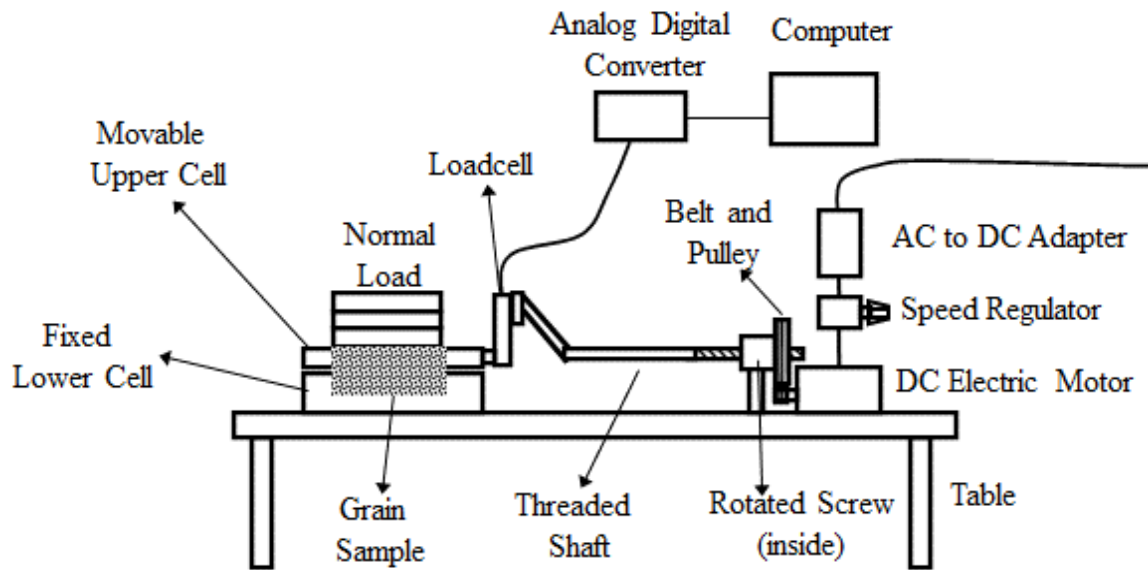 Analog Digital
Converter
Computer
Movable
Upper Cell
Loadcell
Normal
Load
Belt and
Pulley
AC to DC Adapter
Speed Regulator
Fixed
Lower Cell
DC Electric Motor
Grain
Sample
Threaded
Shaft
Rotated Screw
(inside)
Table